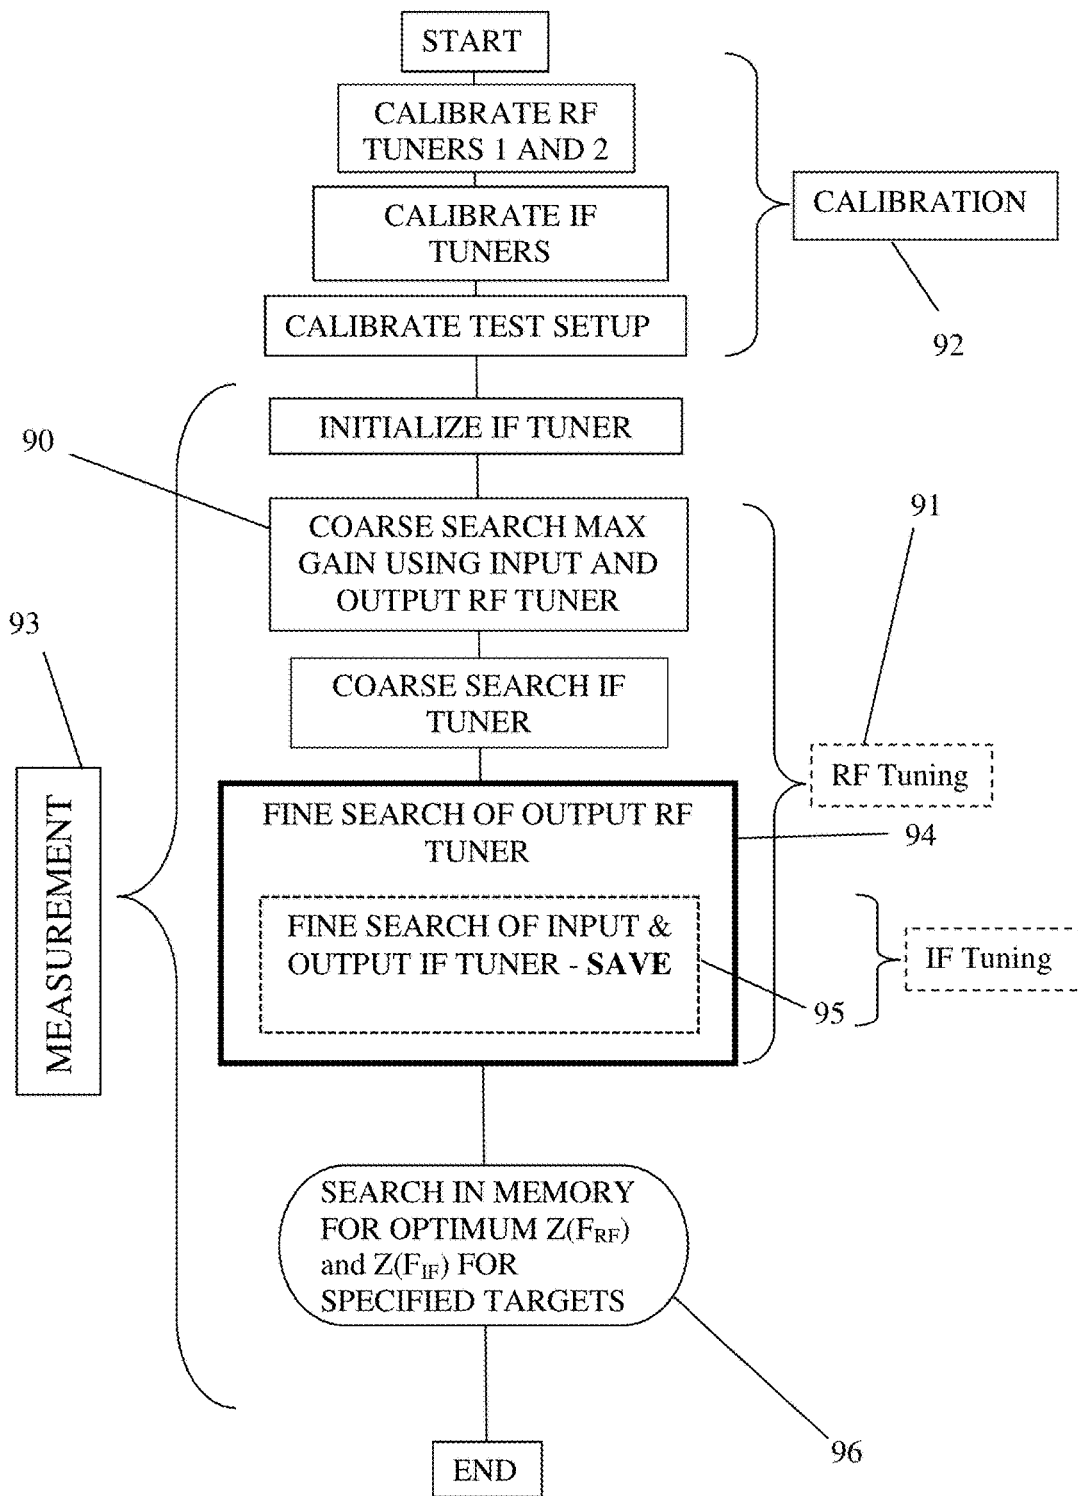 START
CALIBRATE RF
TUNERS 1 AND 2
CALIBRATE IF
TUNERS
CALIBRATION
CALIBRATE TEST SETUP
92
INITIALIZE IF TUNER
90
COARSE SEARCH MAX
GAIN USING INPUT AND
OUTPUT RF TUNER
91
93
COARSE SEARCH IF
TUNER
RF Tuning
MEASUREMENT
FINE SEARCH OF OUTPUT RF
TUNER
94
FINE SEARCH OF INPUT &
OUTPUT IF TUNER - SAVE
IF Tuning
95
SEARCH IN MEMORY
FOR OPTIMUM Z(F_RF)
and Z(F_IF) FOR
SPECIFIED TARGETS
96
END